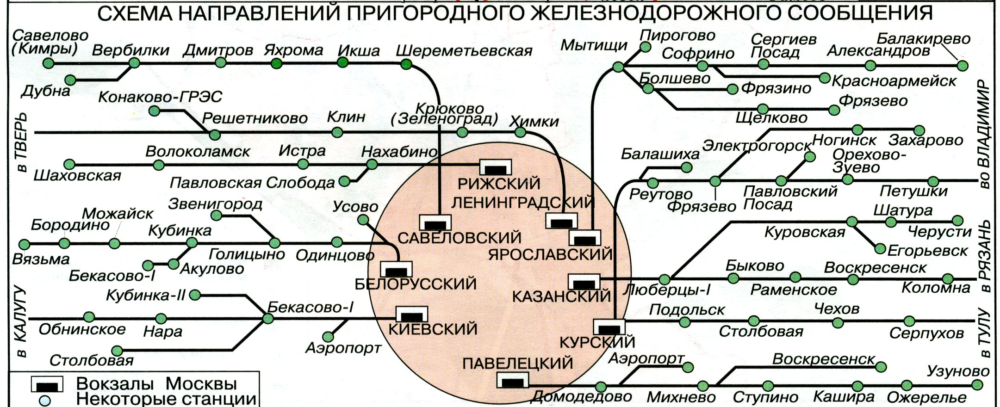 СХЕМА НАПРАВЛЕНИЙ ПРИГОРОДНОГО ЖЕЛЕЗНОДОРОЖНОГО СООБЩЕНИЯ
Савелово
(Кимры)
Вербилки
Дмитров
Яхрома
Икша
Шереметьевская
Дубна
Конаково-ГРЭС
Решетниково
Клин
Крюково
(Зеленоград)
Химки
в ТВЕРЬ
Волоколамск
Истра
Нахабино
Шаховская
Павловская Слобода
РИЖСКИЙ
ЛЕНИНГРАДСКИЙ
Звенигород
Усово
Можайск
Бородино
Кубинка
Вязьма
Голицыно
Одинцово
Бекасово-I
Акулово
САВЕЛОВСКИЙ
ЯРОСЛАВСКИЙ
БЕЛОРУССКИЙ
КАЗАНСКИЙ
в КАЛУГУ
Кубинка-II
Бекасово-I
Обнинское
Нара
Столбовая
Аэропорт
КИЕВСКИЙ
КУРСКИЙ
ПАВЕЛЕЦКИЙ
Мытищи
Пирогово
Софрино
Сергиев
Посад
Александров
Балакирево
Болшево
Фрязино
Красноармейск
Фрязево
Щелково
во ВЛАДИМИР
Балашиха
Электрогорск
Ногинск
Захарово
Орехово-
Зуево
Реутово
Фрязево
Павловский
Посад
Петушки
Шатура
Куровская
Черусти
Егорьевск
в РЯЗАНЬ
Быково
Воскресенск
Люберцы-I
Раменское
Коломна
Подольск
Чехов
Столбовая
Серпухов
в ТУЛУ
Аэропорт
Воскресенск
Узуново
Домодедово
Михнево
Ступино
Кашира
Ожерелье
Вокзалы Москвы
Некоторые станции